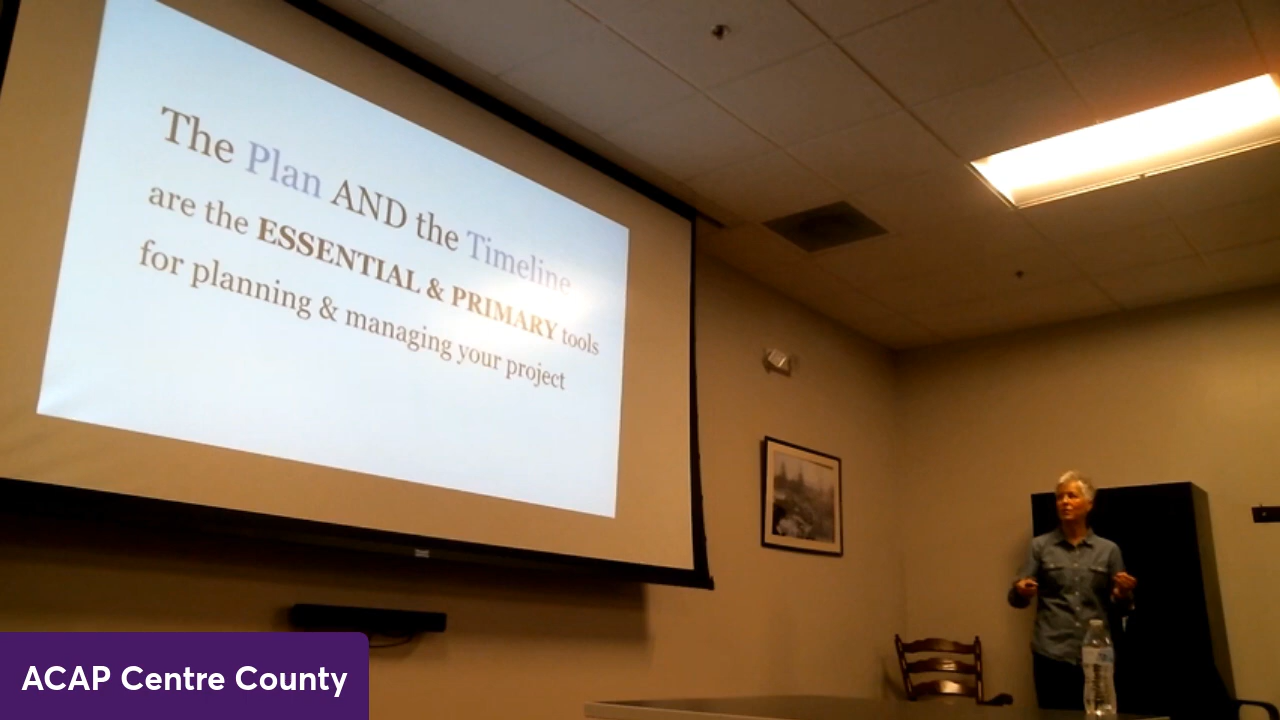 The Plan AND the Timeline
are the ESSENTIAL & PRIMARY tools
for planning & managing your project
ACAP Centre County